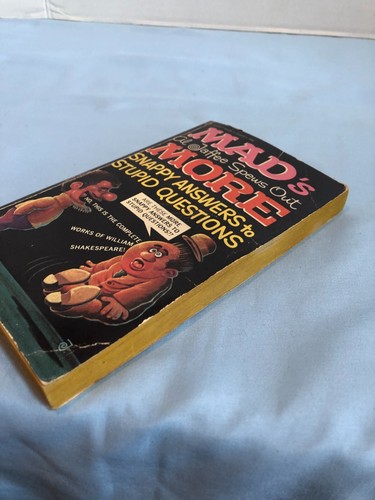 MAD's
Al Jaffee Spews Out
MORE
SNAPPY ANSWERS to
STUPID QUESTIONS
ARE THESE MORE
SNAPPY ANSWERS TO
STUPID QUESTIONS?!
NO, THIS IS THE COMPLETE
WORKS OF WILLIAM
SHAKESPEARE!